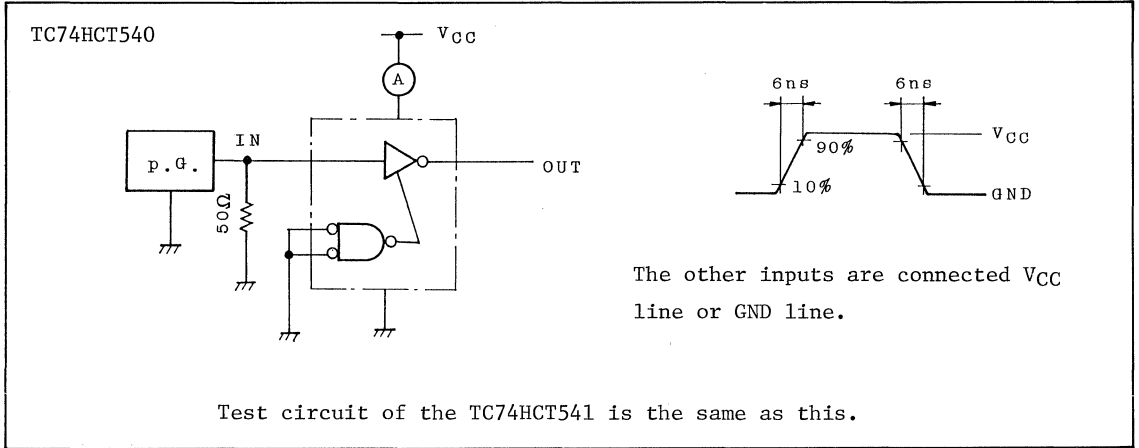 TC74HCT540
VCC
A
IN
P.G.
50Ω
OUT
6ns 6ns
VCC
90%
10%
GND
The other inputs are connected VCC
line or GND line.
Test circuit of the TC74HCT541 is the same as this.